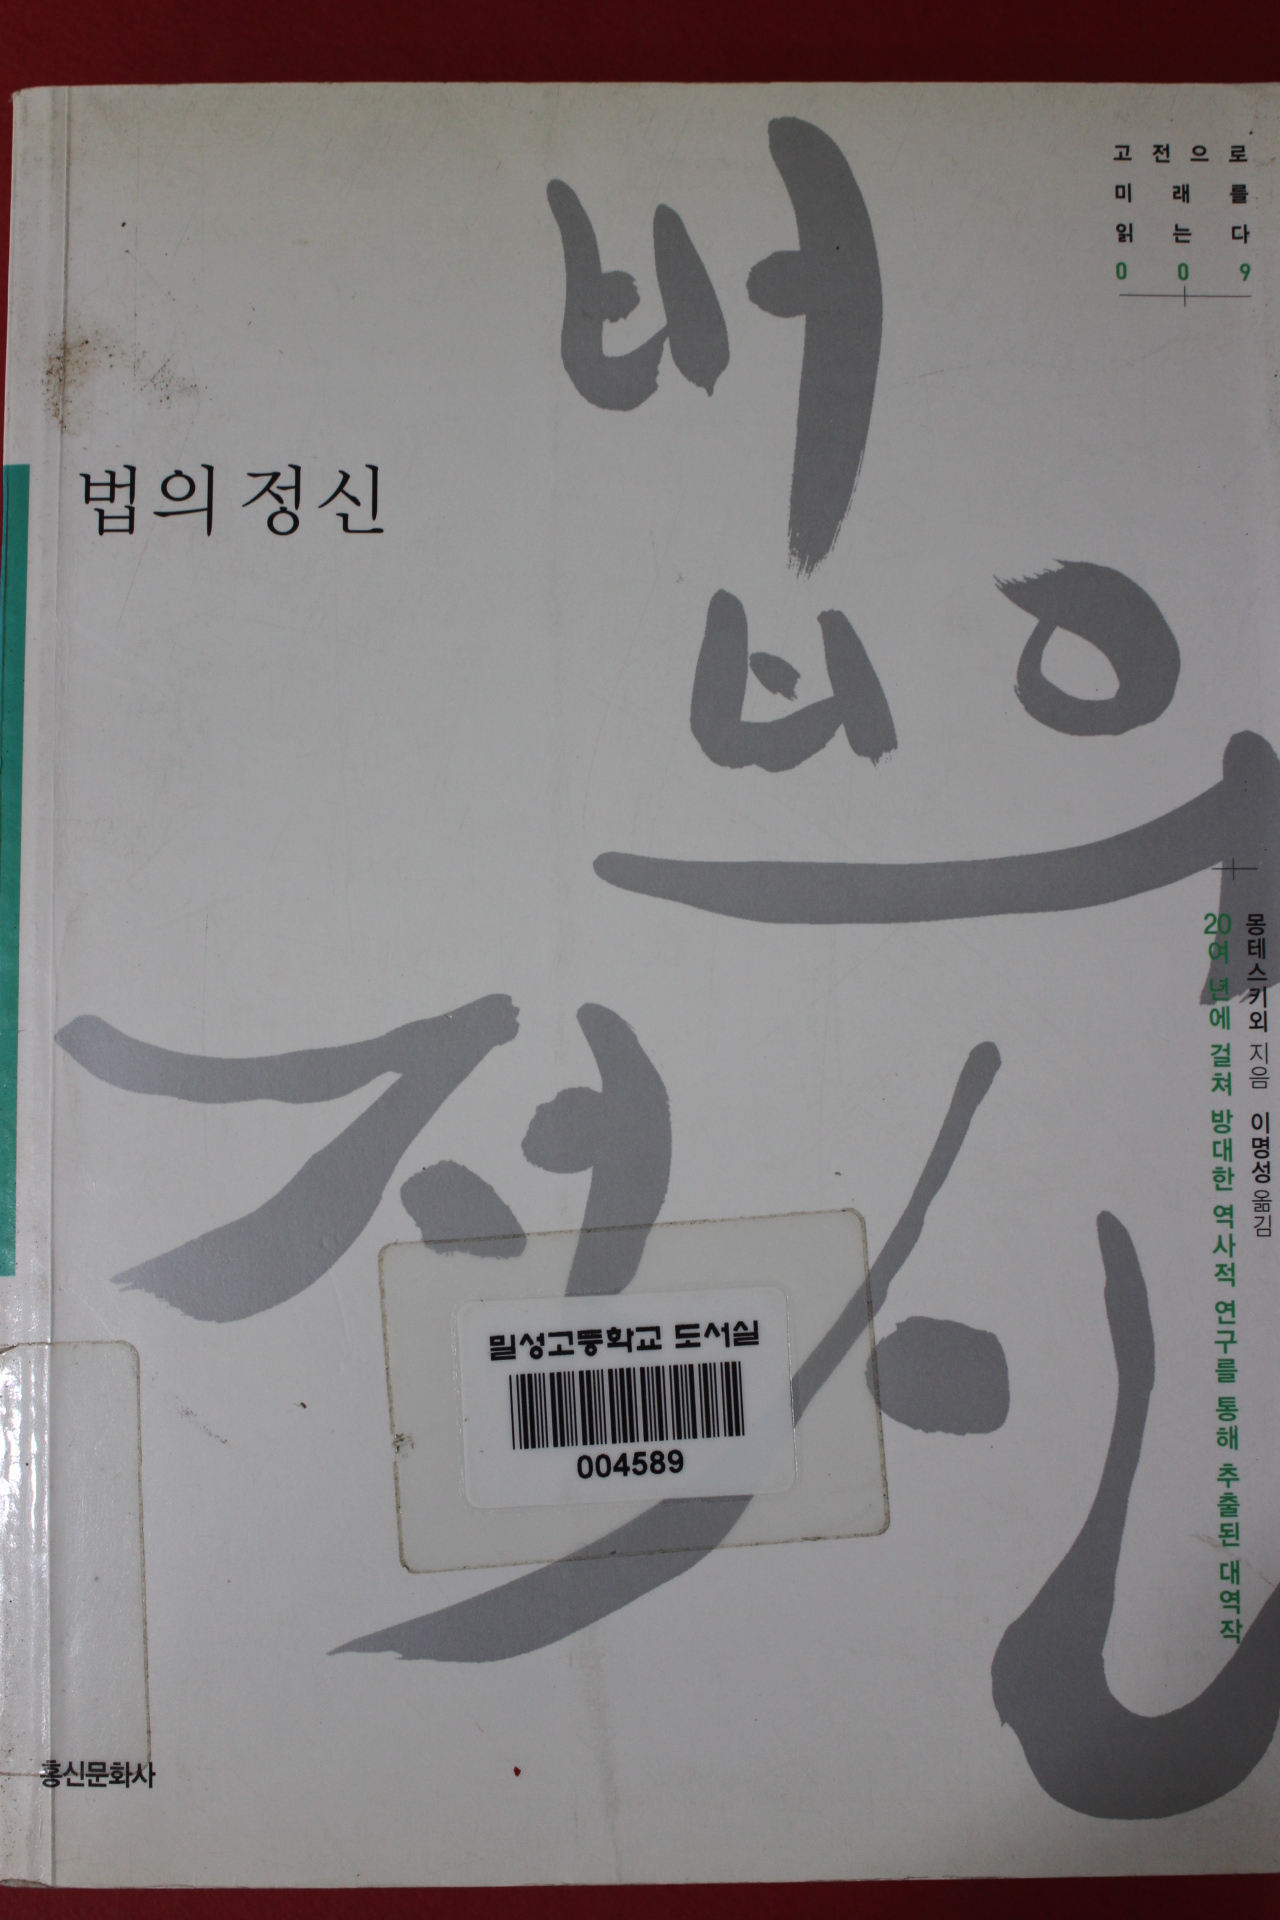 고전으로
미래를
읽는다
009
법의 정신
법의
정신
몽테스키외 지음 이명성 옮김
20여 년에 걸쳐 방대한 역사적 연구를 통해 추출된 대역작
밀성고등학교 도서실
004589
홍신문화사